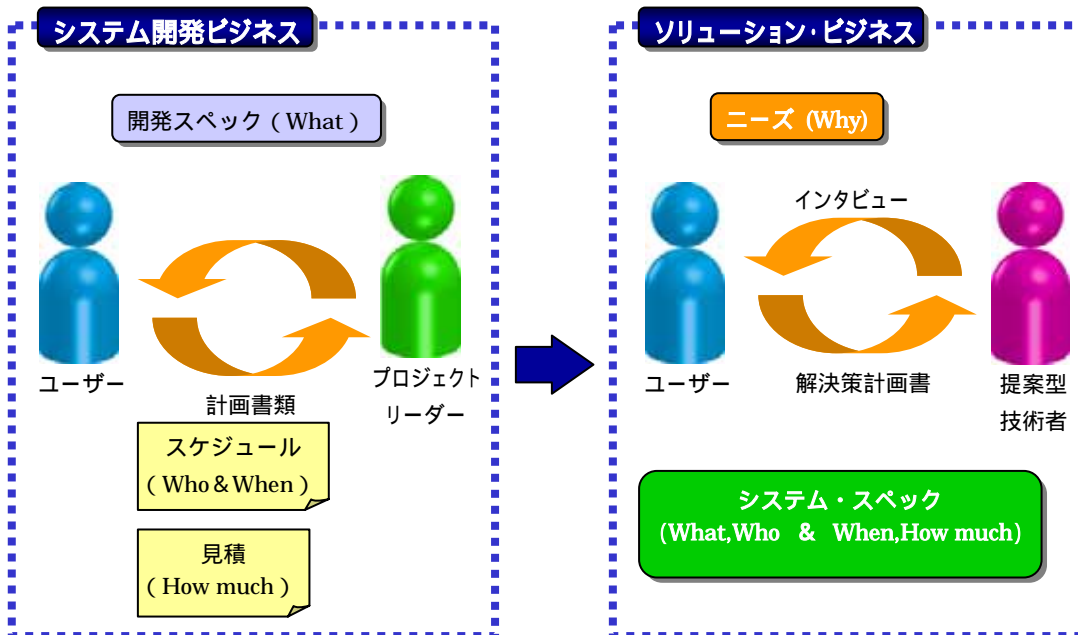 システム開発ビジネス
開発スペック ( What )
ユーザー
プロジェクト
リーダー
計画書類
スケジュール
( Who & When )
見積
( How much )
ソリューション・ビジネス
ニーズ (Why)
インタビュー
ユーザー
解決策計画書
提案型
技術者
システム・スペック
(What,Who & When,How much)